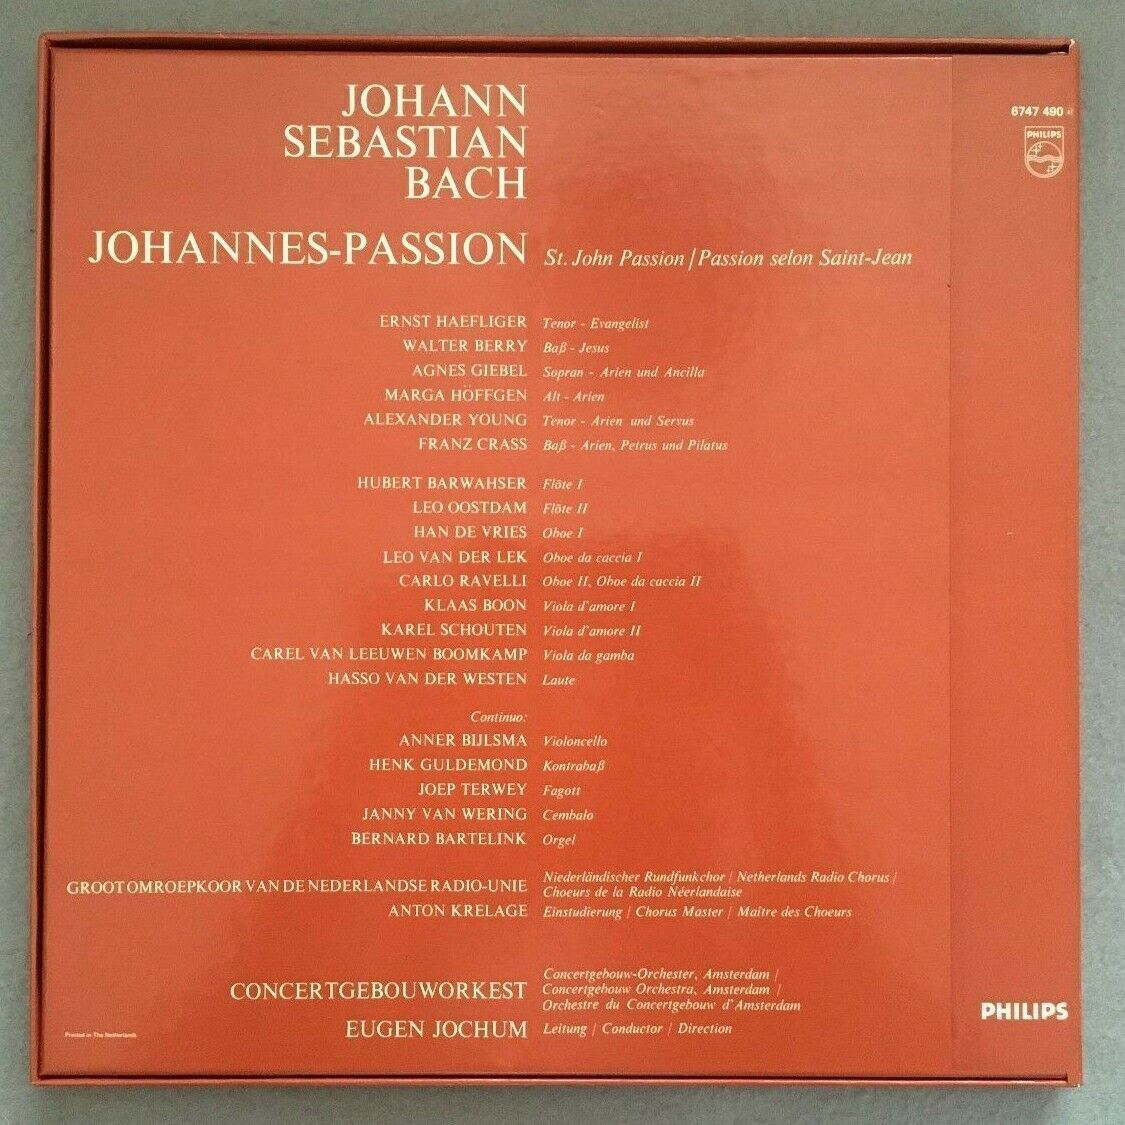 JOHANN
SEBASTIAN
BACH
6747 490
PHILIPS
JOHANNES-PASSION St. John Passion / Passion selon Saint-Jean
ERNST HAEFLIGER Tenor - Evangelist
WALTER BERRY Baß - Jesus
AGNES GIEBEL Sopran - Arien und Ancilla
MARGA HÖFFGEN Alt - Arien
ALEXANDER YOUNG Tenor - Arien und Servus
FRANZ CRASS Baß - Arien, Petrus und Pilatus
HUBERT BARWAHSER Flöte I
LEO OOSTDAM Flöte II
HAN DE VRIES Oboe I
LEO VAN DER LEK Oboe da caccia I
CARLO RAVELLI Oboe II, Oboe da caccia II
KLAAS BOON Viola d'amore I
KAREL SCHOUTEN Viola d'amore II
CAREL VAN LEEUWEN BOOMKAMP Viola da gamba
HASSO VAN DER WESTEN Laute
Continuo:
ANNER BIJLSMA Violoncello
HENK GULDEMOND Kontrabaß
JOEP TERWEY Fagott
JANNY VAN WERING Cembalo
BERNARD BARTELINK Orgel
GROOTOMROEPKOOR VAN DE NEDERLANDSE RADIO-UNIE Niederländischer Rundfunkchor / Netherlands Radio Chorus /
Choeurs de la Radio Néerlandaise
ANTON KRELAGE Einstudierung / Chorus Master / Maître des Choeurs
CONCERTGEBOUWORKEST Concertgebouw-Orchester, Amsterdam /
Concertgebouw Orchestra, Amsterdam /
Orchestre du Concertgebouw d'Amsterdam
EUGEN JOCHUM Leitung / Conductor / Direction
PHILIPS
Printed in The Netherlands